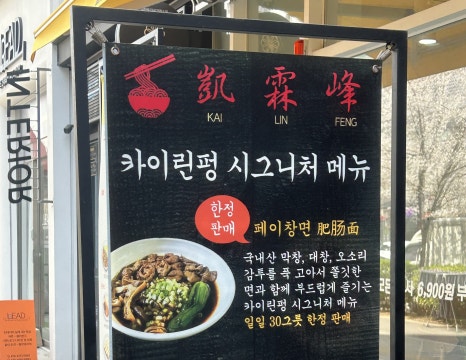 凱 霖 峰
KAI LIN FENG
카이린펑 시그니처 메뉴
한정
판매
페이창면 肥肠面
국내산 막창, 대창, 오소리
감투를 푹 고아서 쫄깃한
면과 함께 부드럽게 즐기는
카이린펑 시그니처 메뉴
일일 30그릇 한정 판매
6,900원
LEAD